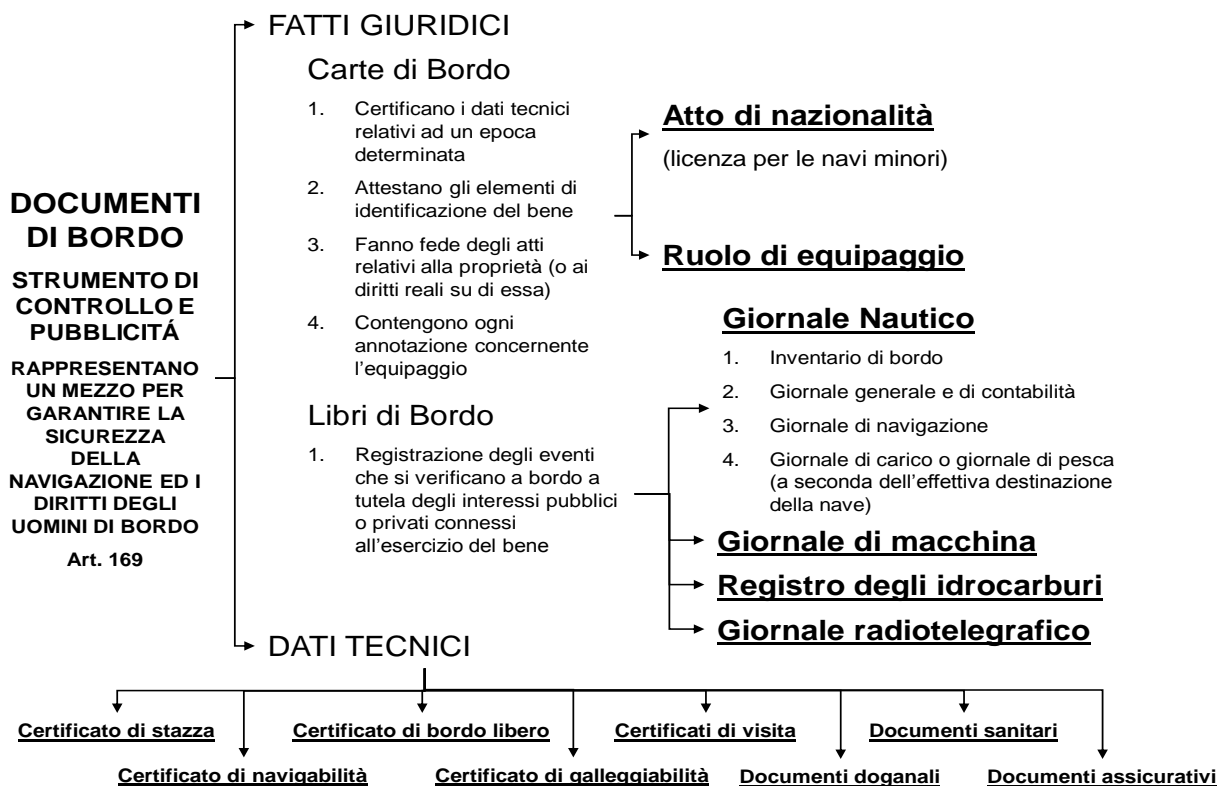 DOCUMENTI
DI BORDO
STRUMENTO DI
CONTROLLO E
PUBBLICITÁ
RAPPRESENTANO
UN MEZZO PER
GARANTIRE LA
SICUREZZA
DELLA
NAVIGAZIONE ED I
DIRITTI DEGLI
UOMINI DI BORDO
Art. 169
FATTI GIURIDICI
Carte di Bordo
1. Certificano i dati tecnici
relativi ad un epoca
determinata
2. Attestano gli elementi di
identificazione del bene
3. Fanno fede degli atti
relativi alla proprietà (o ai
diritti reali su di essa)
4. Contengono ogni
annotazione concernente
l'equipaggio
Atto di nazionalità
(licenza per le navi minori)
Ruolo di equipaggio
Libri di Bordo
1. Registrazione degli eventi
che si verificano a bordo a
tutela degli interessi pubblici
o privati connessi
all'esercizio del bene
Giornale Nautico
1. Inventario di bordo
2. Giornale generale e di contabilità
3. Giornale di navigazione
4. Giornale di carico o giornale di pesca
(a seconda dell'effettiva destinazione
della nave)
Giornale di macchina
Registro degli idrocarburi
Giornale radiotelegrafico
DATI TECNICI
Certificato di stazza
Certificato di bordo libero
Certificati di visita
Documenti sanitari
Certificato di navigabilità
Certificato di galleggiabilità
Documenti doganali
Documenti assicurativi